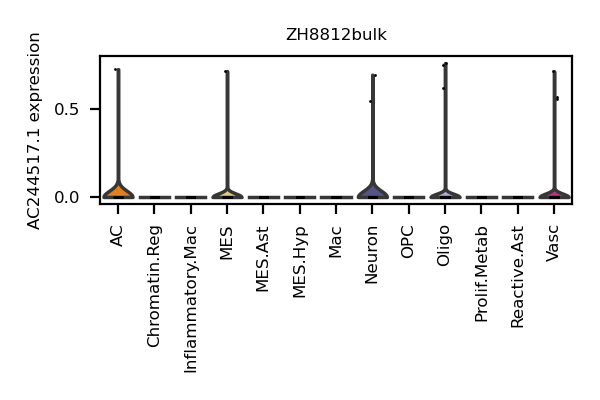 ZH8812bulk
AC244517.1 expression
0.5
0.0
AC
Chromatin.Reg
Inflammatory.Mac
MES
MES.Ast
MES.Hyp
Mac
Neuron
OPC
Oligo
Prolif.Metab
Reactive.Ast
Vasc